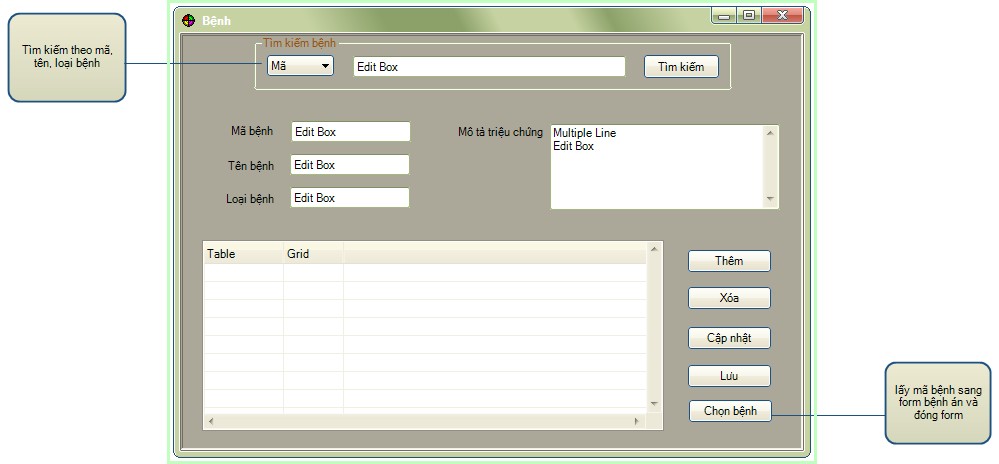 Bệnh
Tìm kiếm theo mã,
tên, loại bệnh
Tìm kiếm bệnh
Mã
Edit Box
Tìm kiếm
Mã bệnh
Edit Box
Mô tả triệu chứng
Multiple Line
Edit Box
Tên bệnh
Edit Box
Loại bệnh
Edit Box
Table
Grid
Thêm
Xóa
Cập nhật
Lưu
Chọn bệnh
lấy mã bệnh sang
form bệnh án và
đóng form